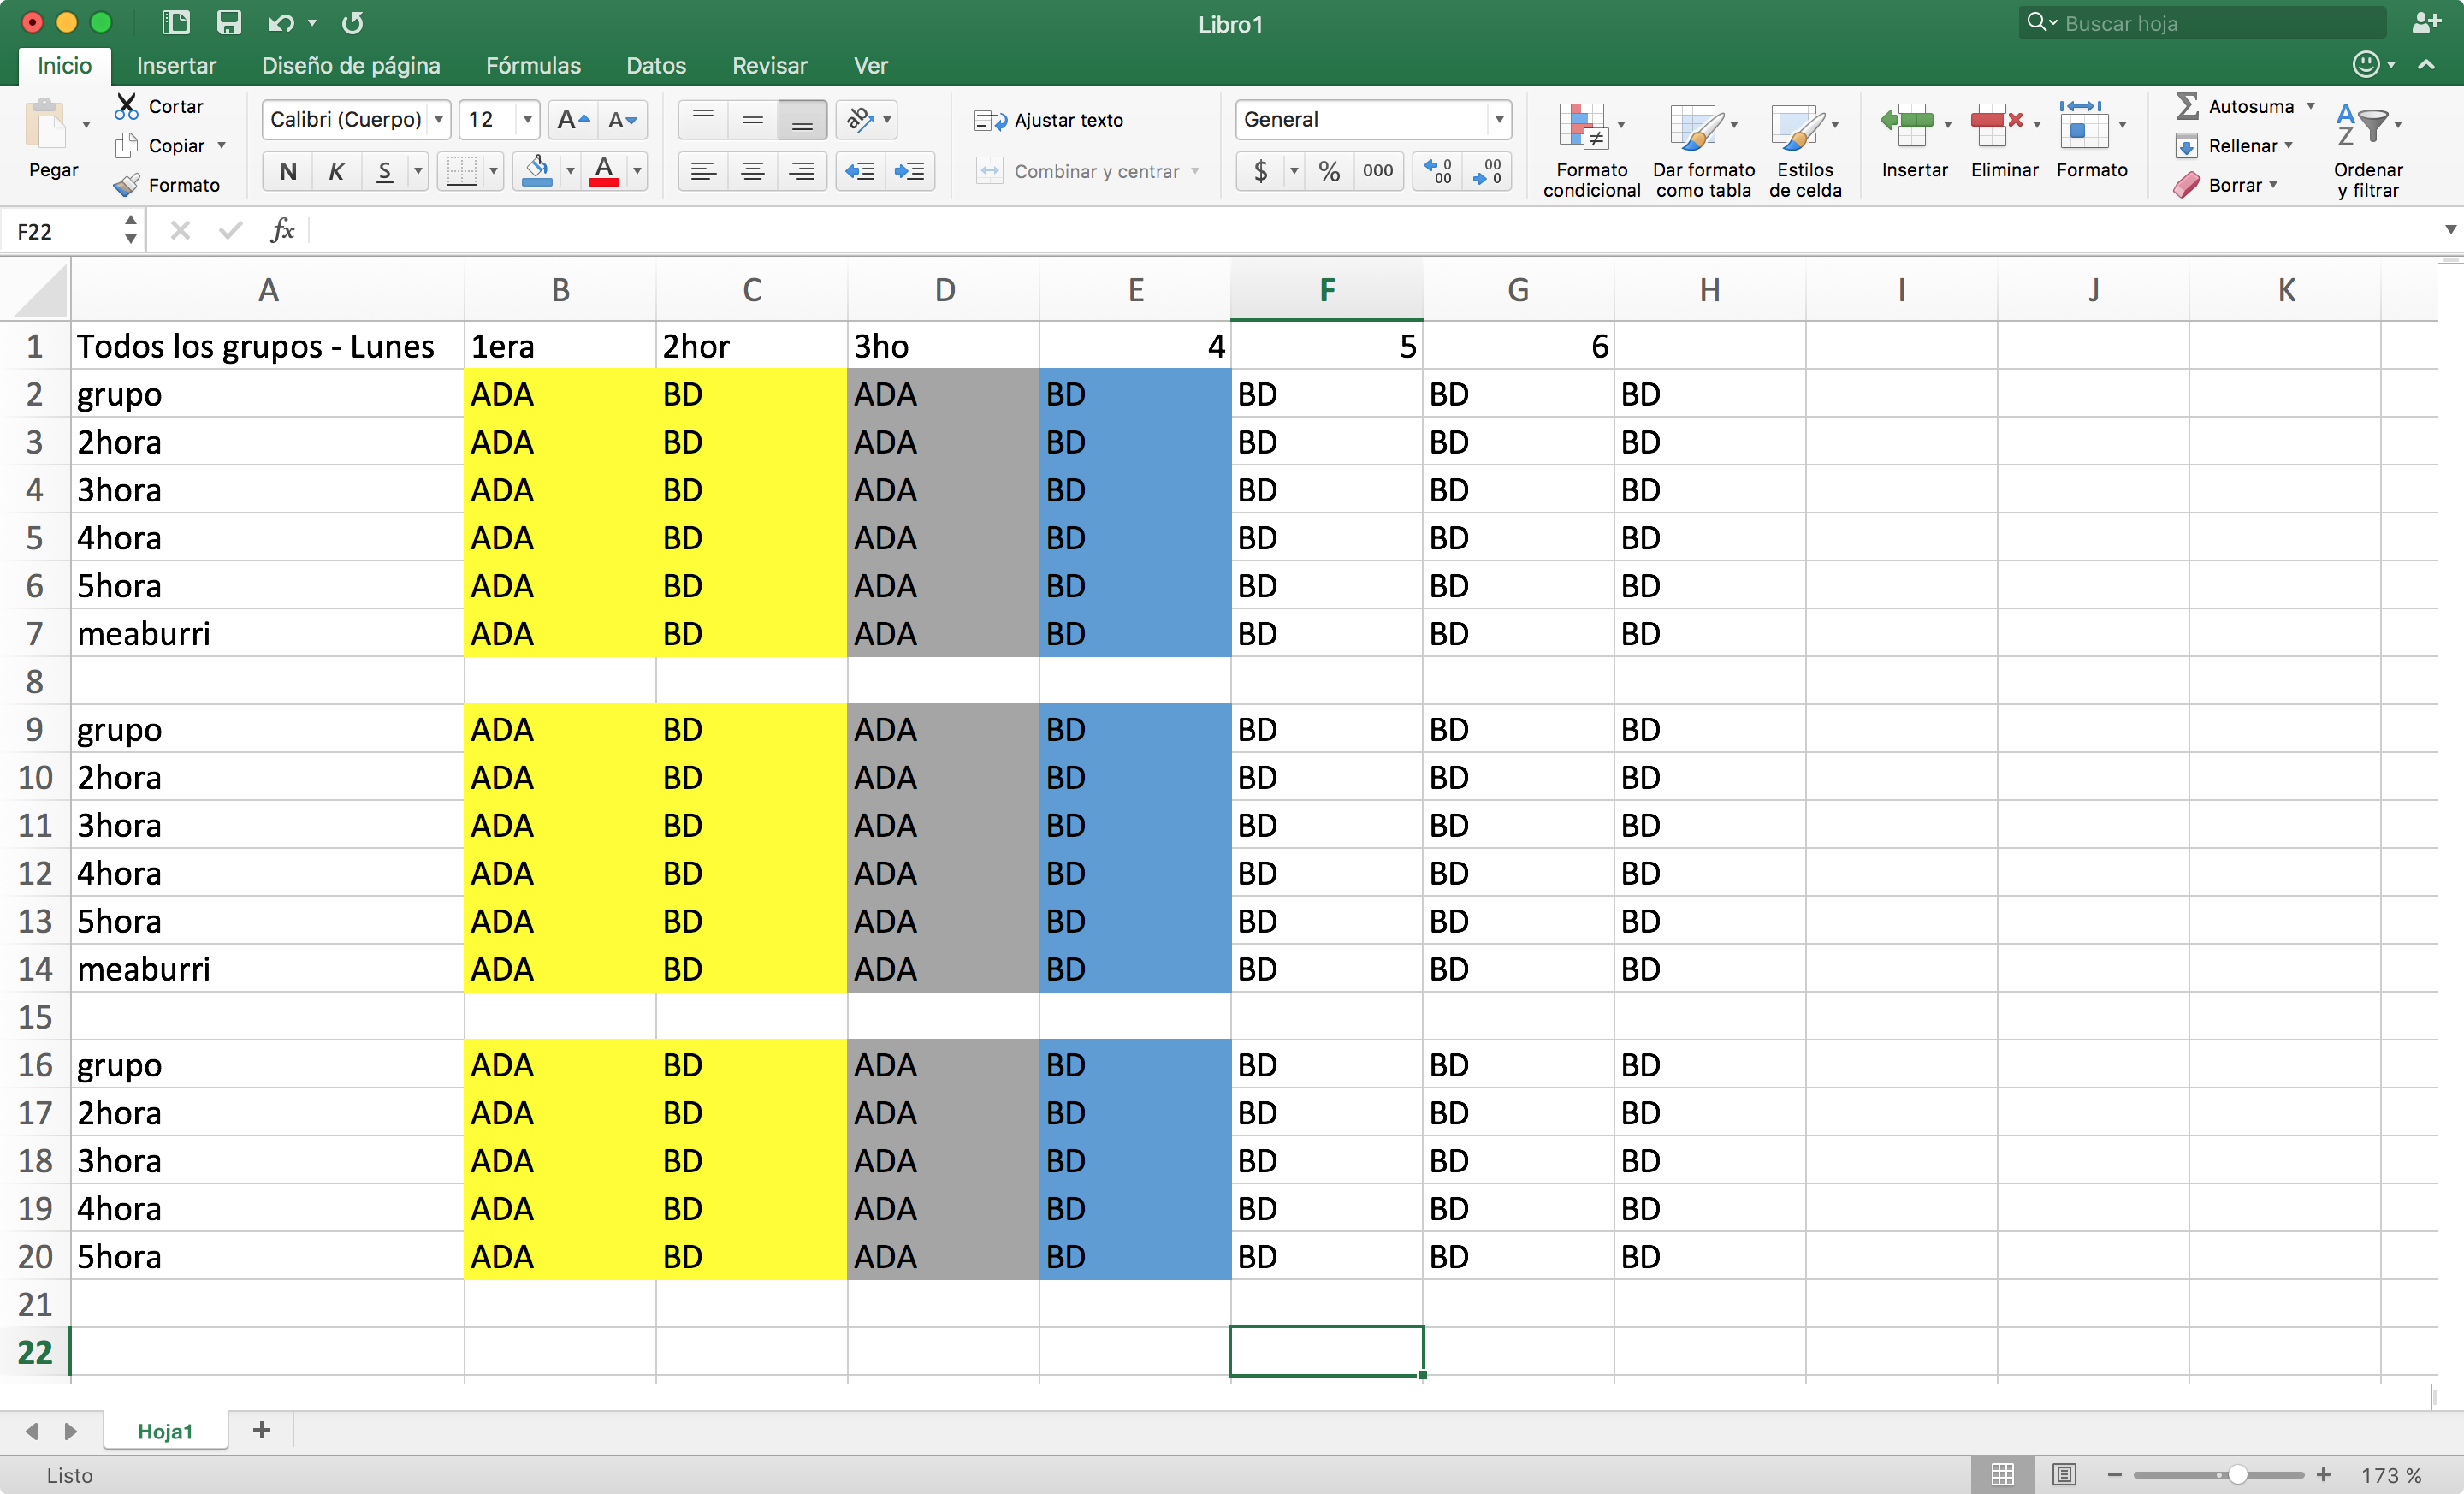 Libro1
Buscar hoja
Inicio Insertar Diseño de página Fórmulas Datos Revisar Ver
Pegar
Cortar
Copiar
Formato
Calibri (Cuerpo) 12 A A
N K S A
ab
Ajustar texto
Combinar y centrar
General
$ % 000 0 00 00 0
≠
Formato condicional
Dar formato como tabla
Estilos de celda
Insertar
Eliminar
Formato
Autosuma
Rellenar
Borrar
A Z
Ordenar y filtrar
F22 fx
A B C D E F G H I J K
1 Todos los grupos - Lunes 1era 2hor 3ho 4 5 6
2 grupo ADA BD ADA BD BD BD BD
3 2hora ADA BD ADA BD BD BD BD
4 3hora ADA BD ADA BD BD BD BD
5 4hora ADA BD ADA BD BD BD BD
6 5hora ADA BD ADA BD BD BD BD
7 meaburri ADA BD ADA BD BD BD BD
8
9 grupo ADA BD ADA BD BD BD BD
10 2hora ADA BD ADA BD BD BD BD
11 3hora ADA BD ADA BD BD BD BD
12 4hora ADA BD ADA BD BD BD BD
13 5hora ADA BD ADA BD BD BD BD
14 meaburri ADA BD ADA BD BD BD BD
15
16 grupo ADA BD ADA BD BD BD BD
17 2hora ADA BD ADA BD BD BD BD
18 3hora ADA BD ADA BD BD BD BD
19 4hora ADA BD ADA BD BD BD BD
20 5hora ADA BD ADA BD BD BD BD
21
22
Hoja1 +
Listo
173 %